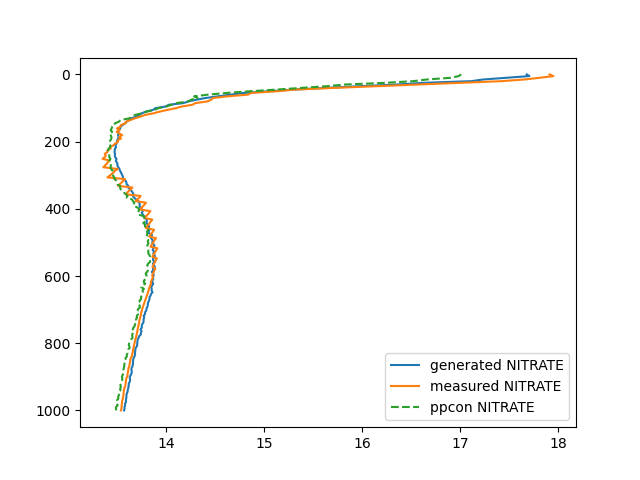 0
200
400
600
800
1000
14 15 16 17 18
generated NITRATE
measured NITRATE
ppcon NITRATE